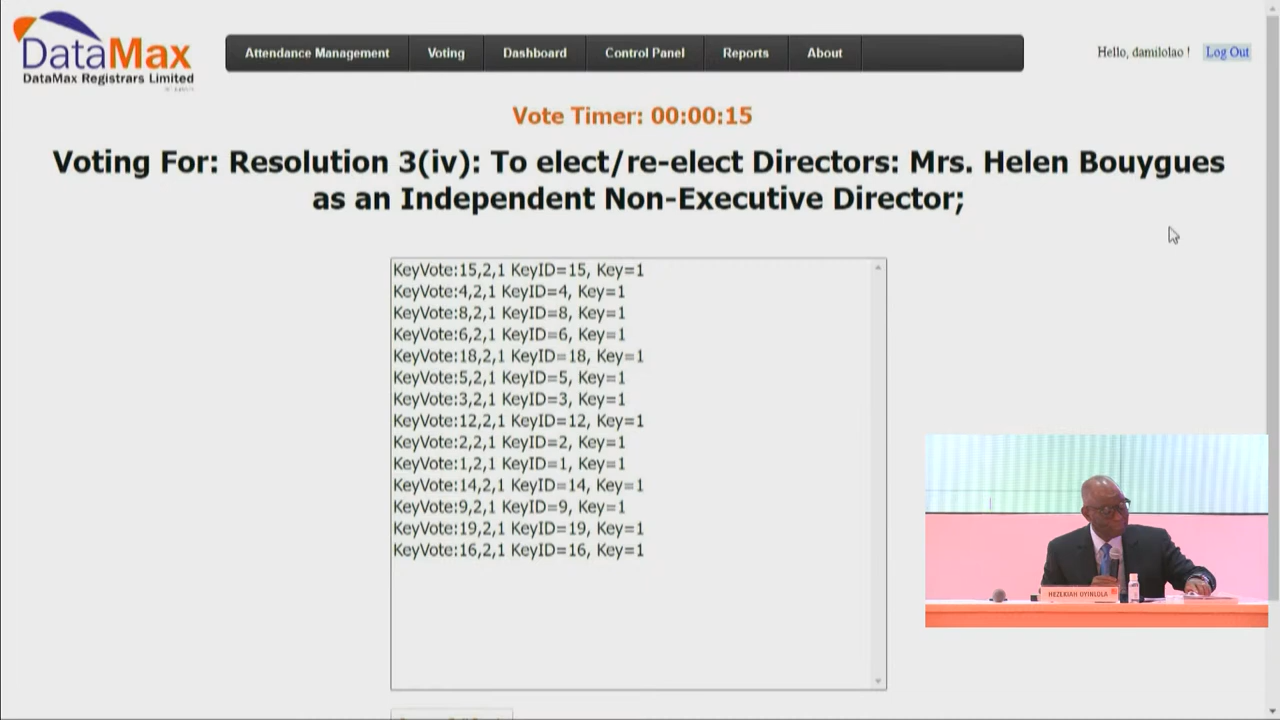 DataMax
DataMax Registrars Limited
Attendance Management
Voting
Dashboard
Control Panel
Reports
About
Hello, damilolao !
Log Out
Vote Timer: 00:00:15
Voting For: Resolution 3(iv): To elect/re-elect Directors: Mrs. Helen Bouygues
as an Independent Non-Executive Director;
KeyVote:15,2,1 KeyID=15, Key=1
KeyVote:4,2,1 KeyID=4, Key=1
KeyVote:8,2,1 KeyID=8, Key=1
KeyVote:6,2,1 KeyID=6, Key=1
KeyVote:18,2,1 KeyID=18, Key=1
KeyVote:5,2,1 KeyID=5, Key=1
KeyVote:3,2,1 KeyID=3, Key=1
KeyVote:12,2,1 KeyID=12, Key=1
KeyVote:2,2,1 KeyID=2, Key=1
KeyVote:1,2,1 KeyID=1, Key=1
KeyVote:14,2,1 KeyID=14, Key=1
KeyVote:9,2,1 KeyID=9, Key=1
KeyVote:19,2,1 KeyID=19, Key=1
KeyVote:16,2,1 KeyID=16, Key=1
HEZEKIAH OYINLOLA